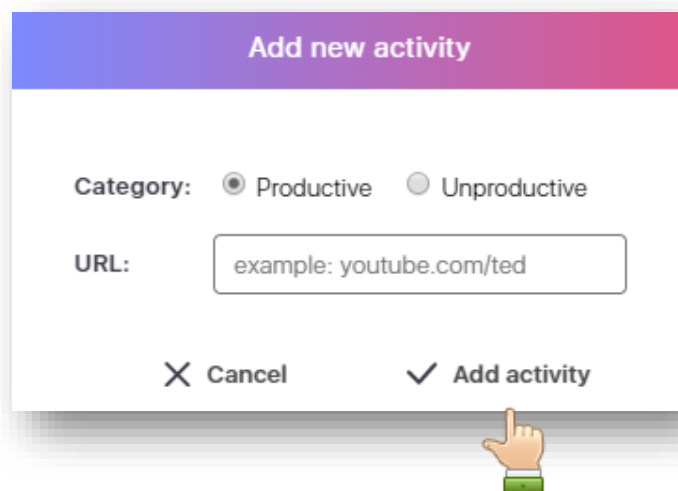 Add new activity
Category: Productive Unproductive
URL: example: youtube.com/ted
Cancel Add activity